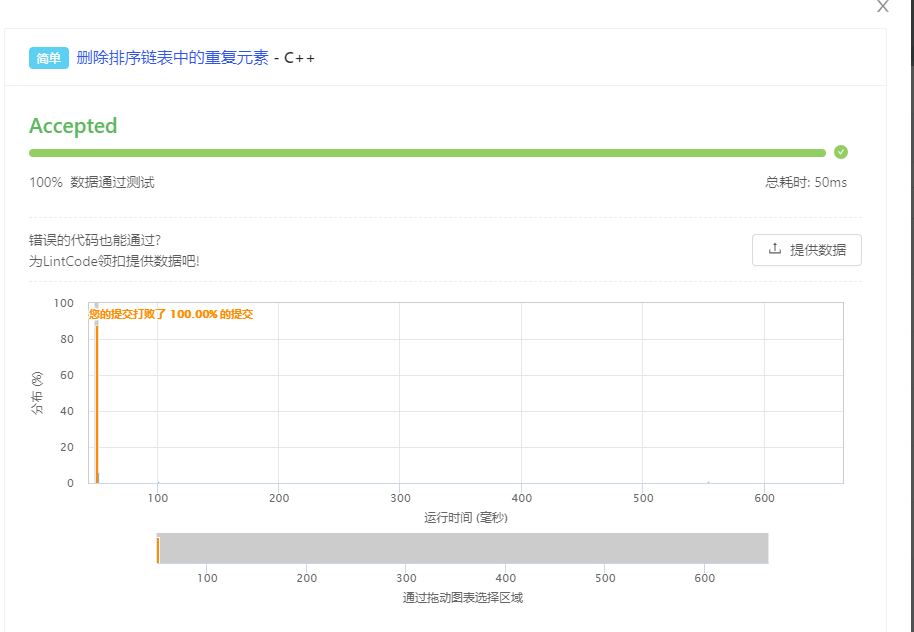 X
简单 删除排序链表中的重复元素 - C++
Accepted
100% 数据通过测试 总耗时: 50ms
错误的代码也能通过?
为LintCode领扣提供数据吧!
提供数据
您的提交打败了 100.00% 的提交
100
80
60
40
20
0
分布 (%)
100 200 300 400 500 600
运行时间 (毫秒)
100 200 300 400 500 600
通过拖动图表选择区域